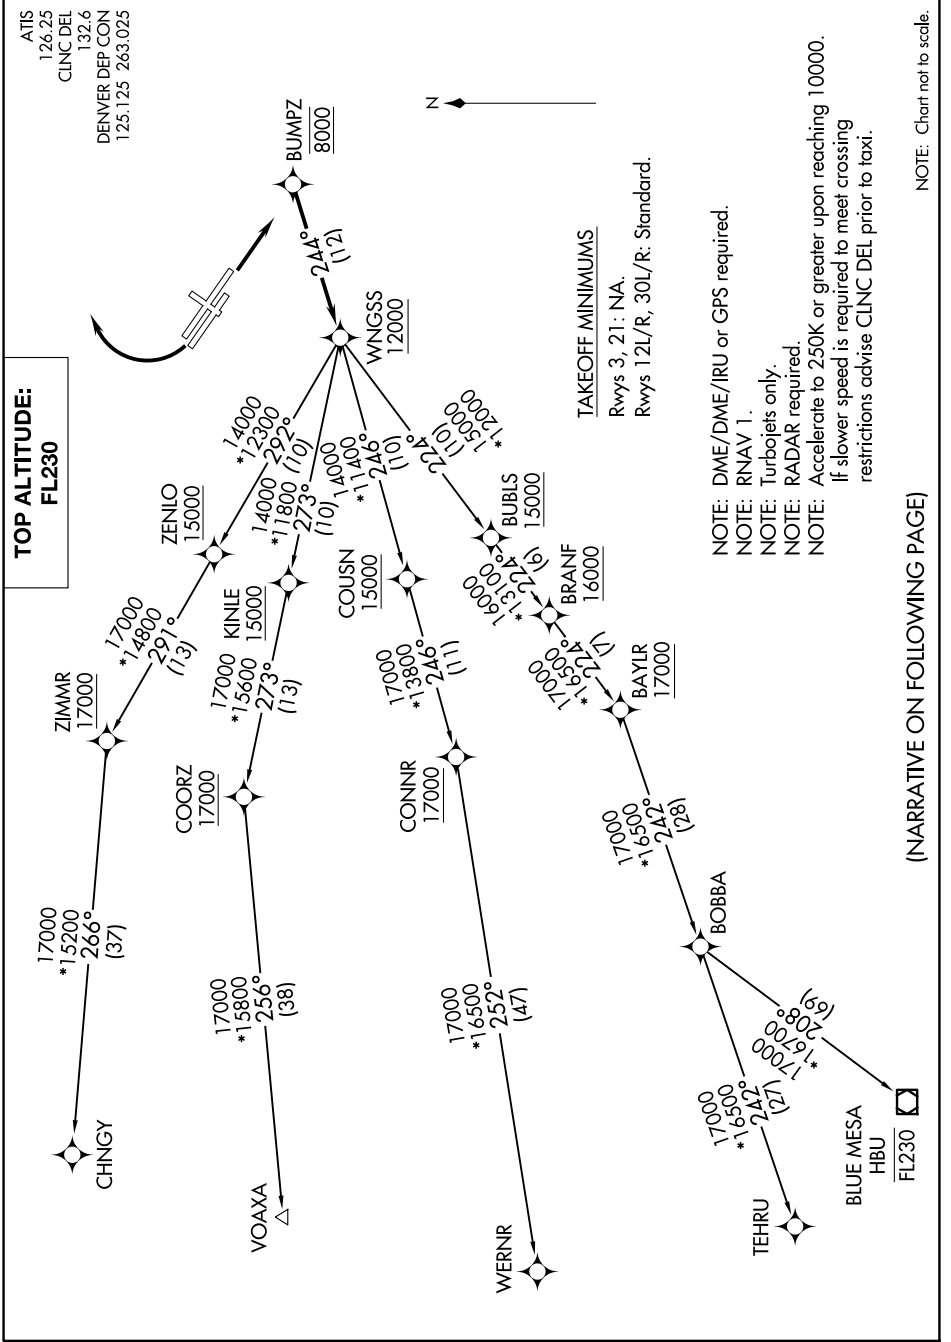 ATIS
126.25
CLNC DEL
132.6
DENVER DEP CON
125.125 263.025
TOP ALTITUDE:
FL230
BUMPZ
8000
N
244°
(12)
WNGSS
12000
14000
*12300
292°
(10)
ZENLO
15000
17000
*14800
291°
(13)
ZIMMR
17000
17000
*15200
266°
(37)
CHNGY
14000
*11800
273°
(10)
KINLE
15000
17000
*15600
273°
(13)
COORZ
17000
17000
*15800
256°
(38)
VOAXA
14000
*11400
246°
(10)
COUSN
15000
17000
*13800
246°
(11)
CONNR
17000
17000
*16500
252°
(47)
WERNR
224°
(10)
15000
*12000
BUBLS
15000
16000
*13100
224°
(6)
BRANF
16000
17000
*16500
224°
(7)
BAYLR
17000
17000
*16500
242°
(28)
BOBBA
17000
*16500
242°
(27)
TEHRU
17000
*16700
208°
(69)
BLUE MESA
HBU
FL230
TAKEOFF MINIMUMS
Rwys 3, 21: NA.
Rwys 12L/R, 30L/R: Standard.
NOTE: DME/DME/IRU or GPS required.
NOTE: RNAV 1.
NOTE: Turbojets only.
NOTE: RADAR required.
NOTE: Accelerate to 250K or greater upon reaching 10000.
If slower speed is required to meet crossing
restrictions advise CLNC DEL prior to taxi.
(NARRATIVE ON FOLLOWING PAGE)
NOTE: Chart not to scale.